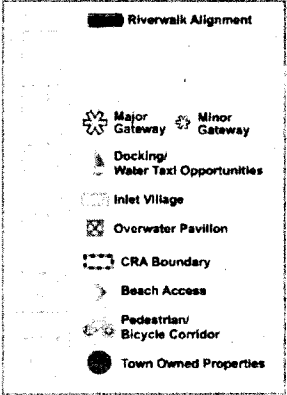 Riverwalk Alignment
Major Gateway
Minor Gateway
Docking/
Water Taxi Opportunities
Inlet Village
Overwater Pavilion
CRA Boundary
Beach Access
Pedestrian/
Bicycle Corridor
Town Owned Properties